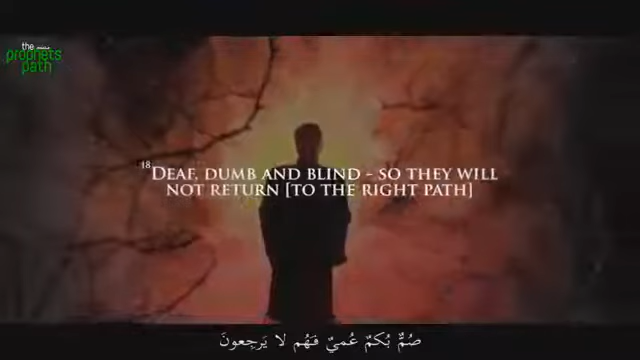 the
prophets
path
18 DEAF, DUMB AND BLIND - SO THEY WILL
NOT RETURN [TO THE RIGHT PATH]
صُمٌّ بُكمٌ عُميٌ فَهُم لا يَرجِعونَ